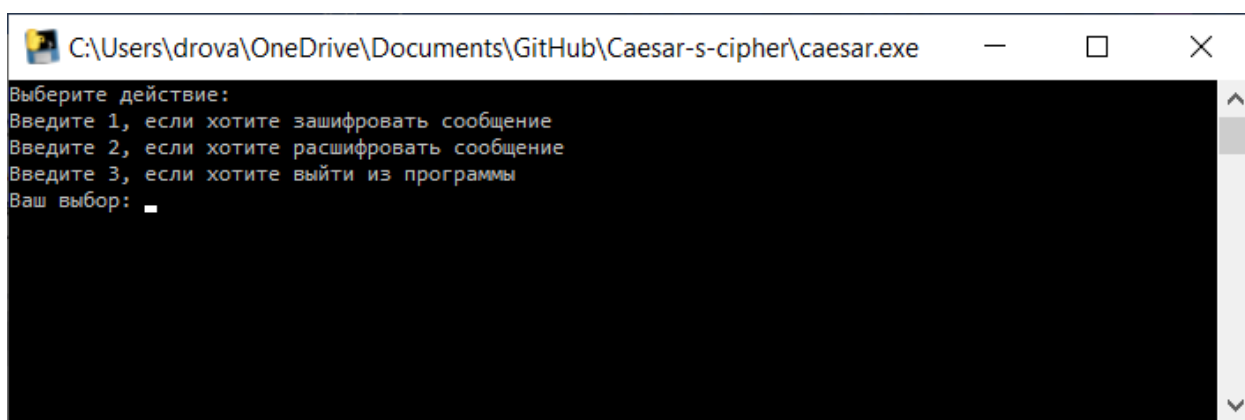 C:\Users\drova\OneDrive\Documents\GitHub\Caesar-s-cipher\caesar.exe
Выберите действие:
Введите 1, если хотите зашифровать сообщение
Введите 2, если хотите расшифровать сообщение
Введите 3, если хотите выйти из программы
Ваш выбор: